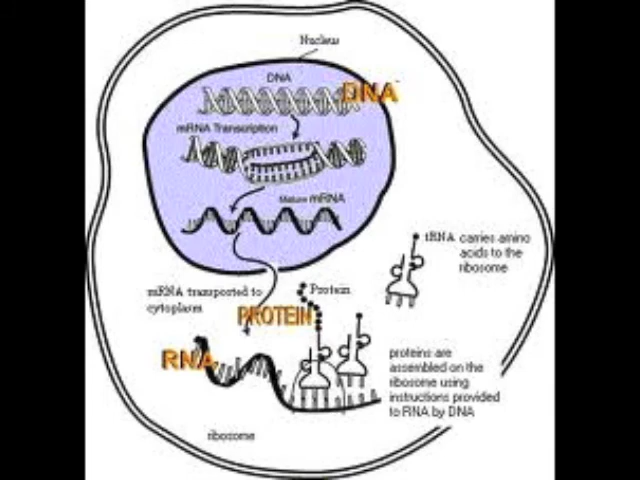 Nucleus
DNA
DNA
mRNA Transcription
Mature mRNA
tRNA carries amino
acids to the
ribosome
mRNA transported to
cytoplasm
Protein
PROTEIN
RNA
proteins are
assembled on the
ribosome using
instructions provided
to RNA by DNA
ribosome